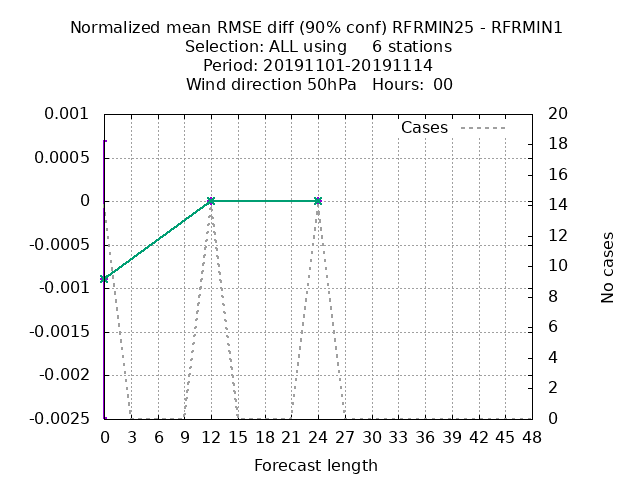 Normalized mean RMSE diff (90% conf) RFRMIN25 - RFRMIN1
Selection: ALL using     6 stations
Period: 20191101-20191114
Wind direction 50hPa   Hours:  00
Cases
0.001
0.0005
0
-0.0005
-0.001
-0.0015
-0.002
-0.0025
20
18
16
14
12
10
8
6
4
2
0
No cases
0 3 6 9 12 15 18 21 24 27 30 33 36 39 42 45 48
Forecast length